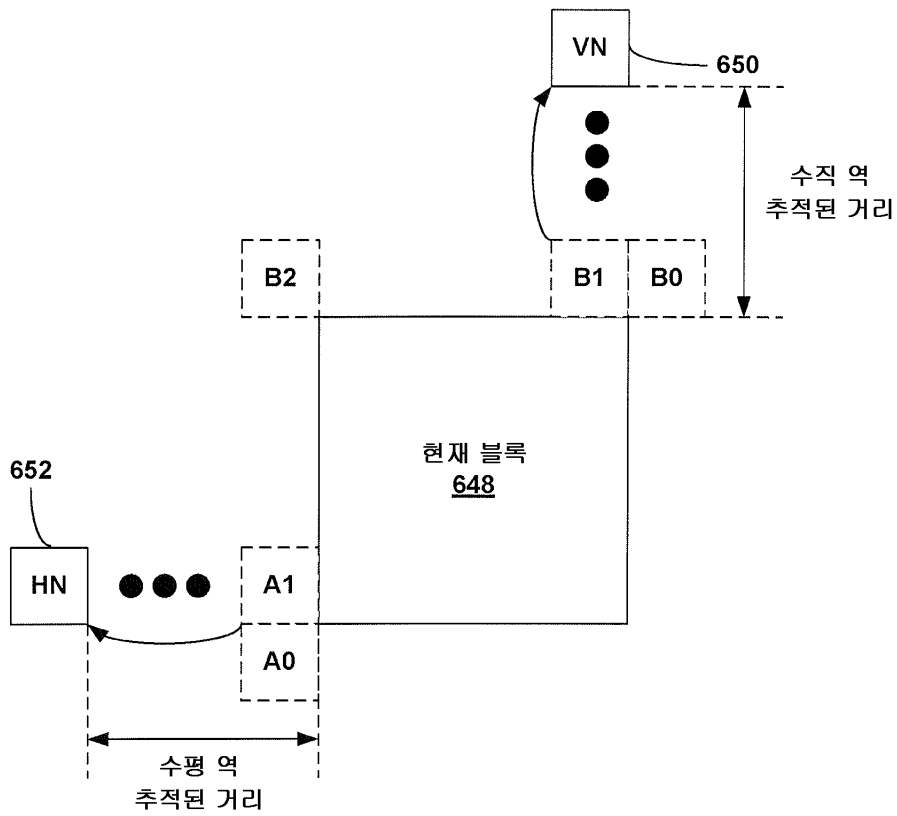 VN
650
수직 역
추적된 거리
B2
B1
B0
현재 블록
648
652
HN
A1
A0
수평 역
추적된 거리